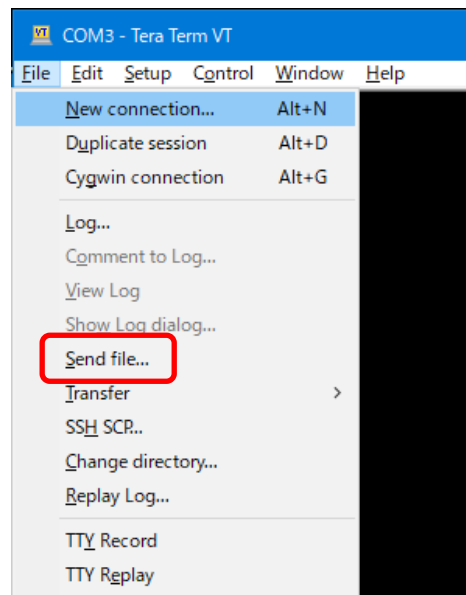 VT COM3 - Tera Term VT
File Edit Setup Control Window Help
New connection... Alt+N
Duplicate session Alt+D
Cygwin connection Alt+G
Log...
Comment to Log...
View Log
Show Log dialog...
Send file...
Transfer >
SSH SCP...
Change directory...
Replay Log...
TTY Record
TTY Replay